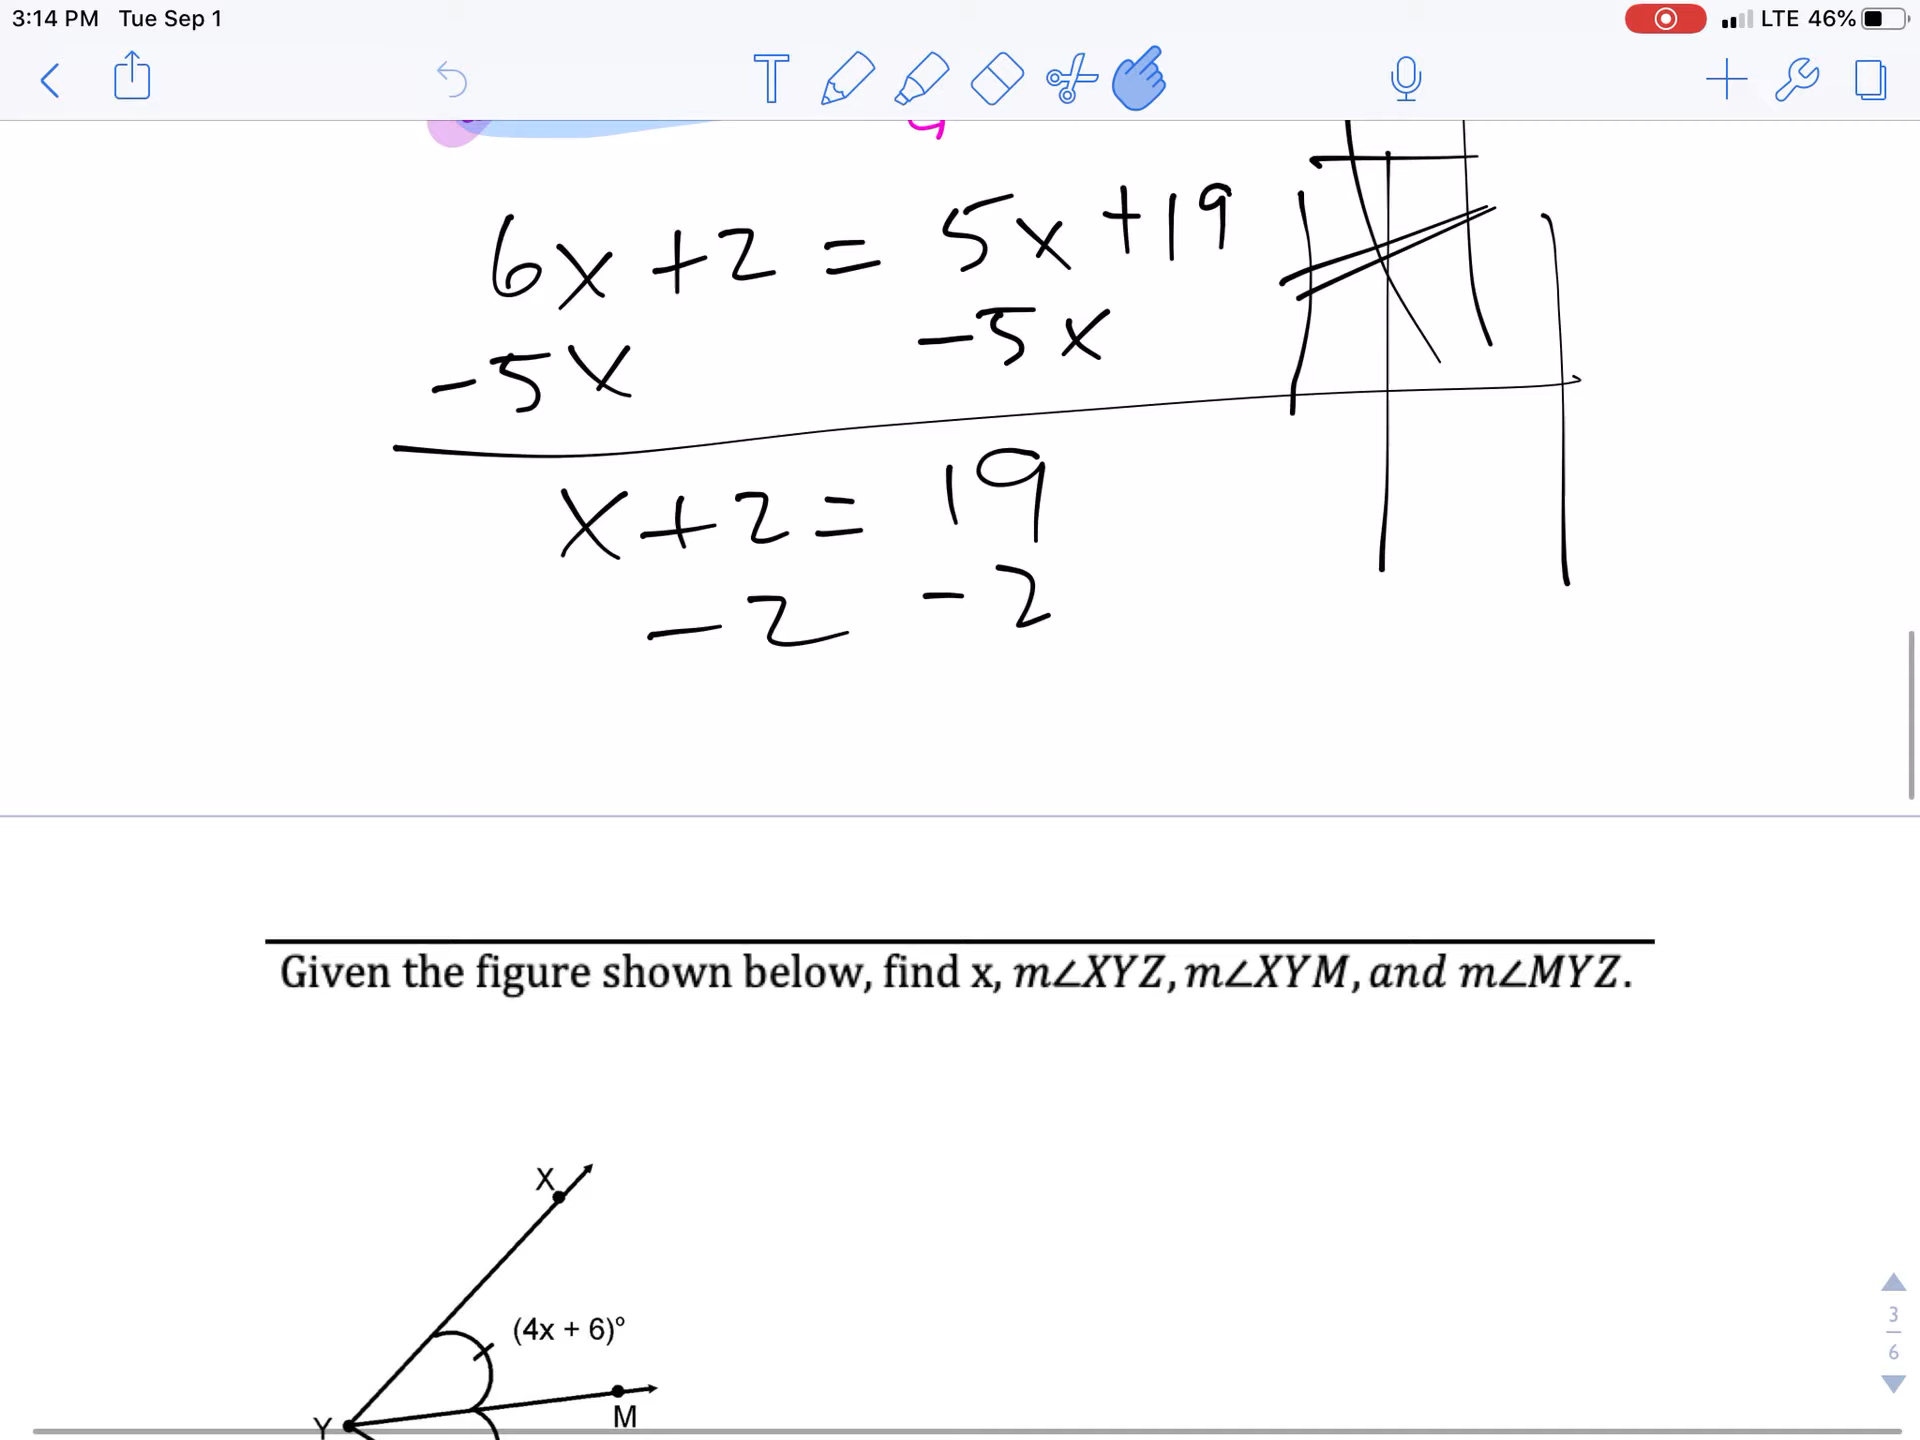 3:14 PM Tue Sep 1
LTE 46%
T
6x+2 = 5x+19
-5x -5x
x+2 = 19
-2 -2
Given the figure shown below, find x, m∠XYZ, m∠XYM, and m∠MYZ.
X
(4x + 6)°
M
Y
3
6